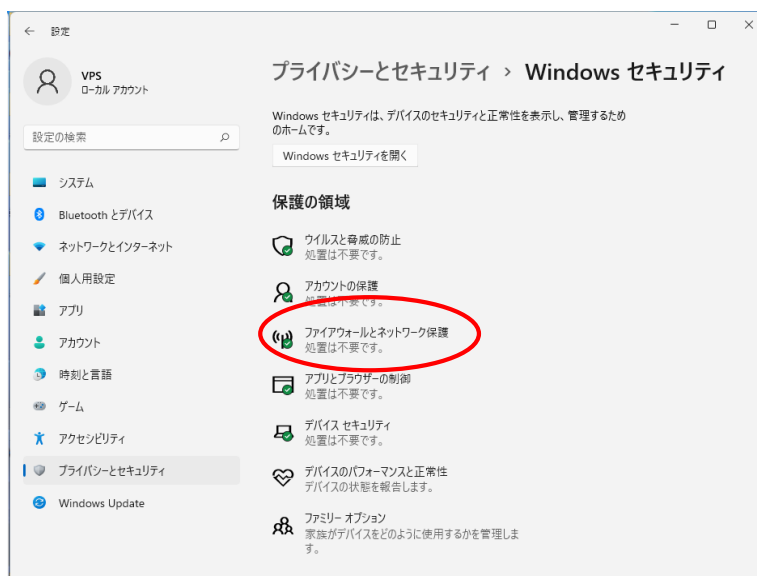 設定
VPS
ローカル アカウント
設定の検索
システム
Bluetooth とデバイス
ネットワークとインターネット
個人用設定
アプリ
アカウント
時刻と言語
ゲーム
アクセシビリティ
プライバシーとセキュリティ
Windows Update
プライバシーとセキュリティ › Windows セキュリティ
Windows セキュリティは、デバイスのセキュリティと正常性を表示し、管理するため
のホームです。
Windows セキュリティを開く
保護の領域
ウイルスと脅威の防止
処置は不要です。
アカウントの保護
処置は不要です。
ファイアウォールとネットワーク保護
処置は不要です。
アプリとブラウザーの制御
処置は不要です。
デバイス セキュリティ
処置は不要です。
デバイスのパフォーマンスと正常性
デバイスの状態を報告します。
ファミリー オプション
家族がデバイスをどのように使用するかを管理しま
す。